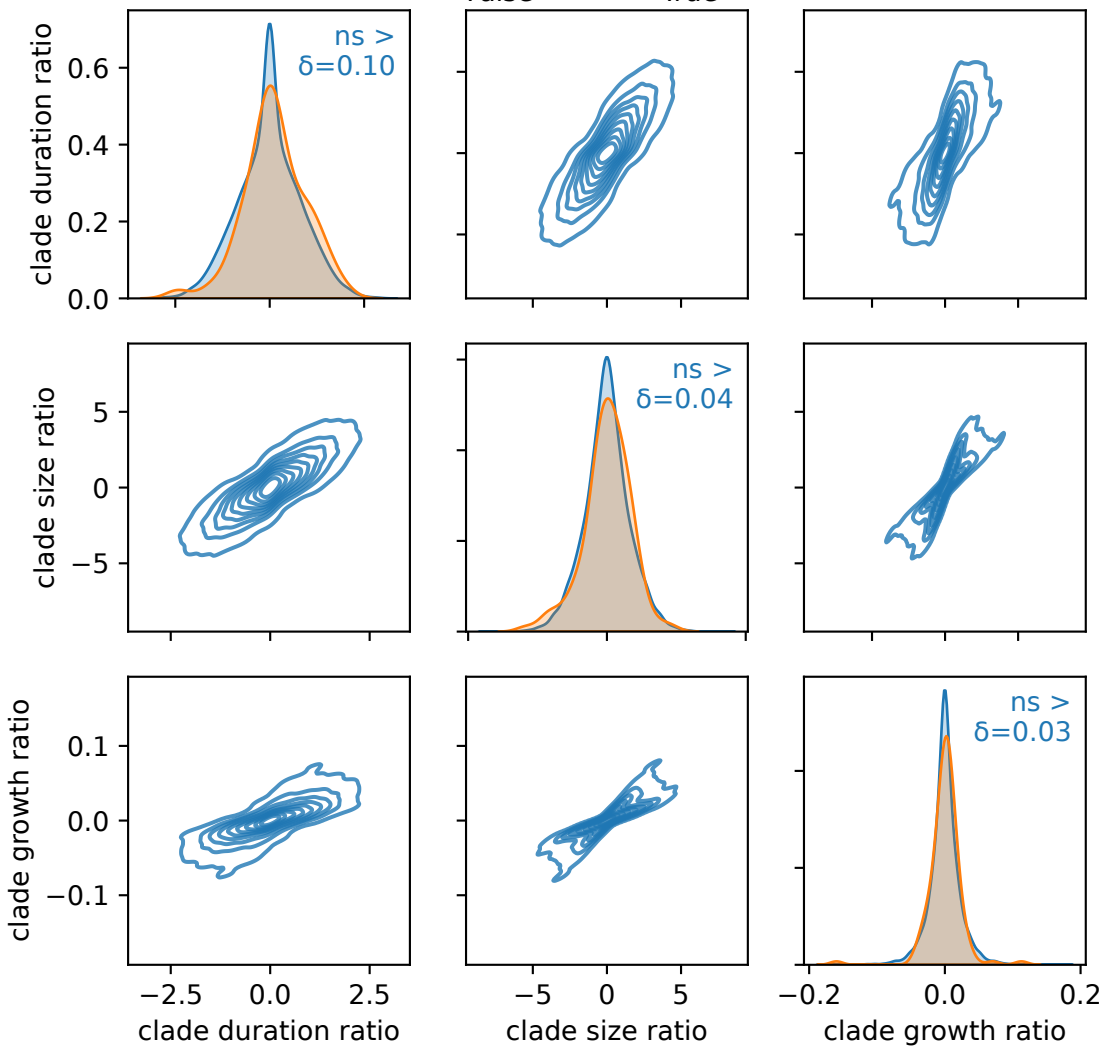 clade duration ratio
0.6
0.4
0.2
0.0
ns >
δ=0.10
clade size ratio
5
0
−5
ns >
δ=0.04
clade growth ratio
0.1
0.0
−0.1
ns >
δ=0.03
−2.5
0.0
2.5
−5
0
5
−0.2
0.0
0.2
clade duration ratio
clade size ratio
clade growth ratio